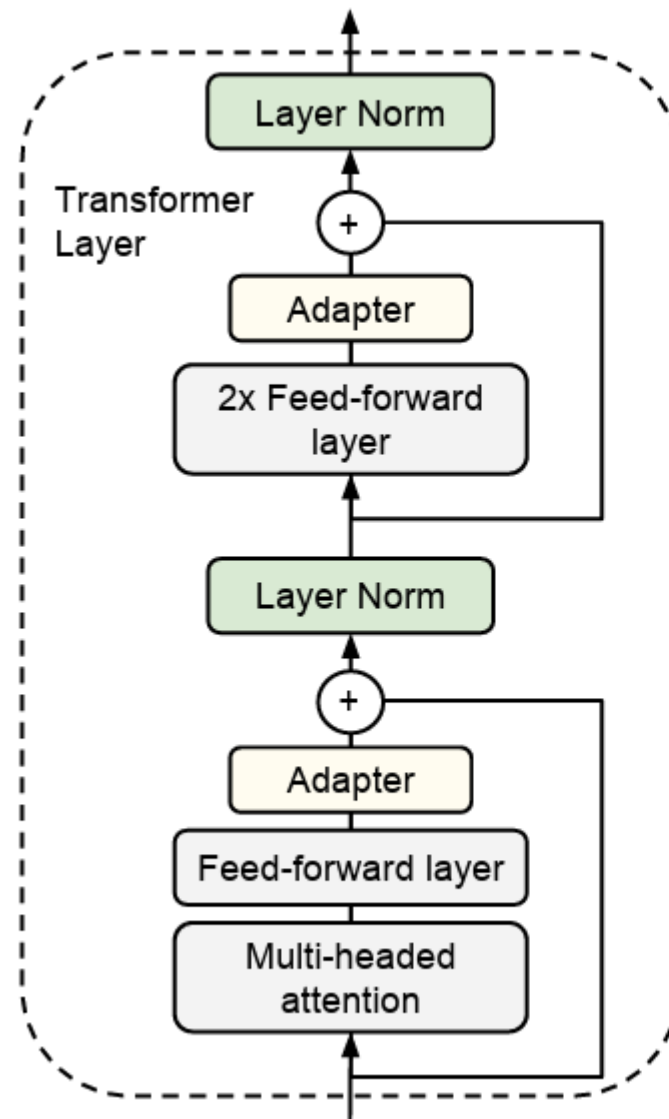 Layer Norm
Transformer
Layer
+
Adapter
2x Feed-forward
layer
Layer Norm
+
Adapter
Feed-forward layer
Multi-headed
attention